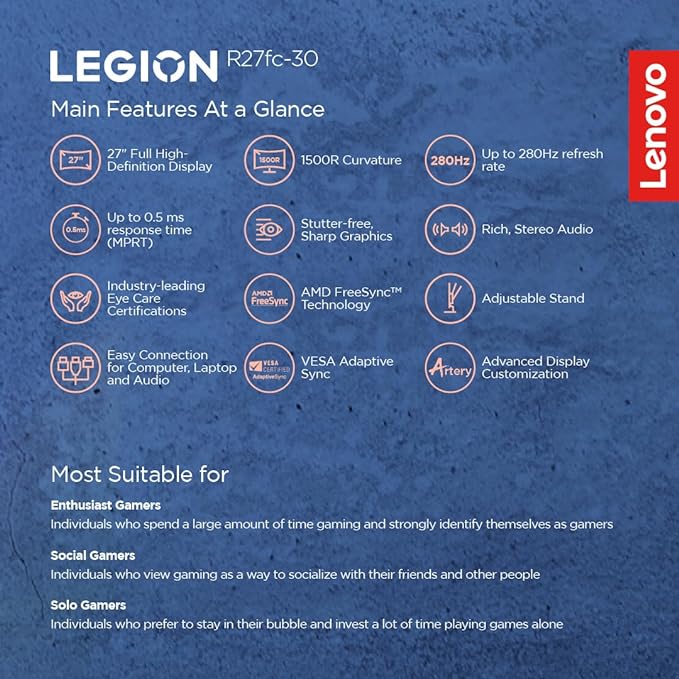 LEGION R27fc-30
Lenovo
Main Features At a Glance
27"
27" Full High-
Definition Display
1500R
1500R Curvature
280Hz
Up to 280Hz refresh
rate
0.5ms
Up to 0.5 ms
response time
(MPRT)
Stutter-free,
Sharp Graphics
Rich, Stereo Audio
Industry-leading
Eye Care
Certifications
AMD
FreeSync
AMD FreeSync™
Technology
Adjustable Stand
Easy Connection
for Computer, Laptop
and Audio
VESA
CERTIFIED
AdaptiveSync
VESA Adaptive
Sync
Artery
Advanced Display
Customization
Most Suitable for
Enthusiast Gamers
Individuals who spend a large amount of time gaming and strongly identify themselves as gamers
Social Gamers
Individuals who view gaming as a way to socialize with their friends and other people
Solo Gamers
Individuals who prefer to stay in their bubble and invest a lot of time playing games alone